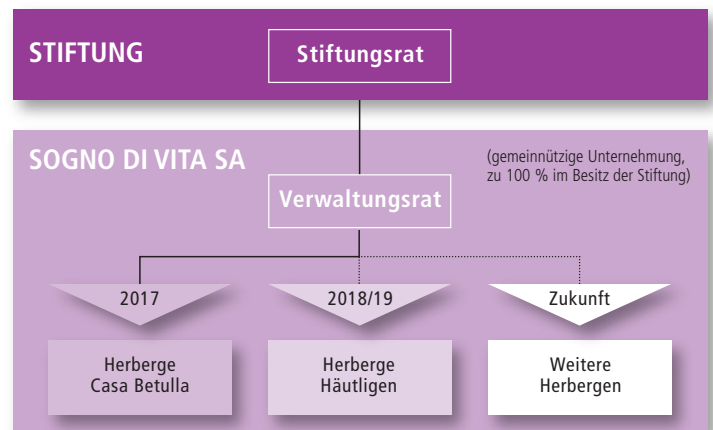 STIFTUNG
Stiftungsrat
SOGNO DI VITA SA
(gemeinnützige Unternehmung,
zu 100 % im Besitz der Stiftung)
Verwaltungsrat
2017
2018/19
Zukunft
Herberge
Casa Betulla
Herberge
Häutligen
Weitere
Herbergen